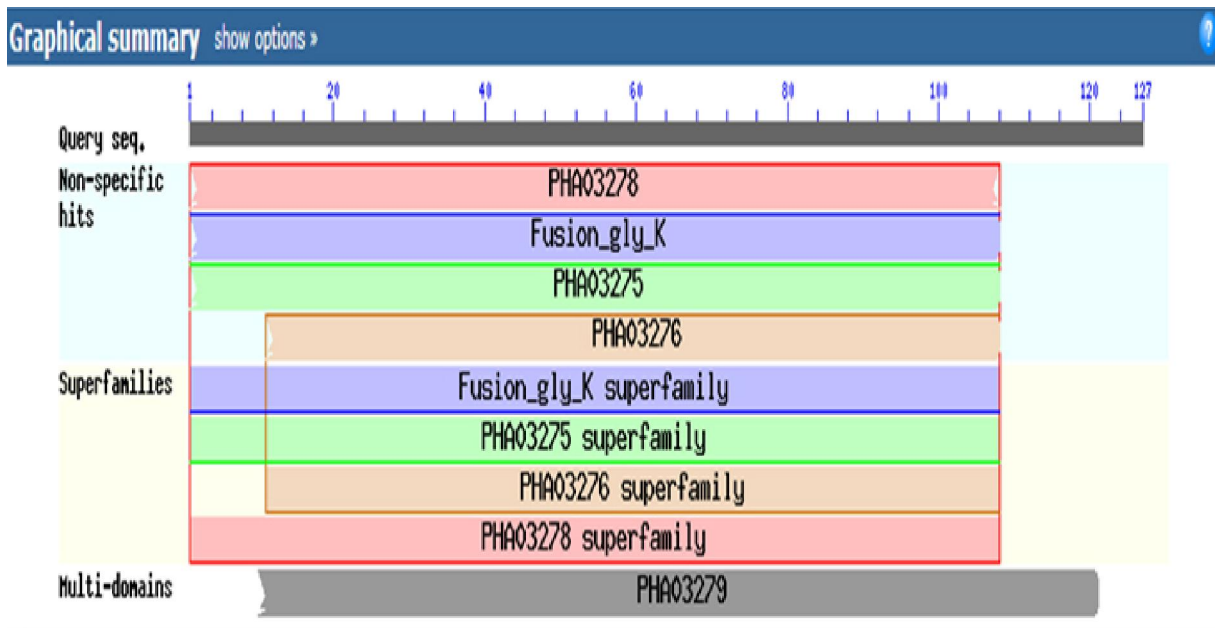 Graphical summary show options »
?
1 20 40 60 80 100 120 127
Query seq.
Non-specific
hits
PHA03278
Fusion_gly_K
PHA03275
PHA03276
Superfamilies
Fusion_gly_K superfamily
PHA03275 superfamily
PHA03276 superfamily
PHA03278 superfamily
Multi-domains
PHA03279